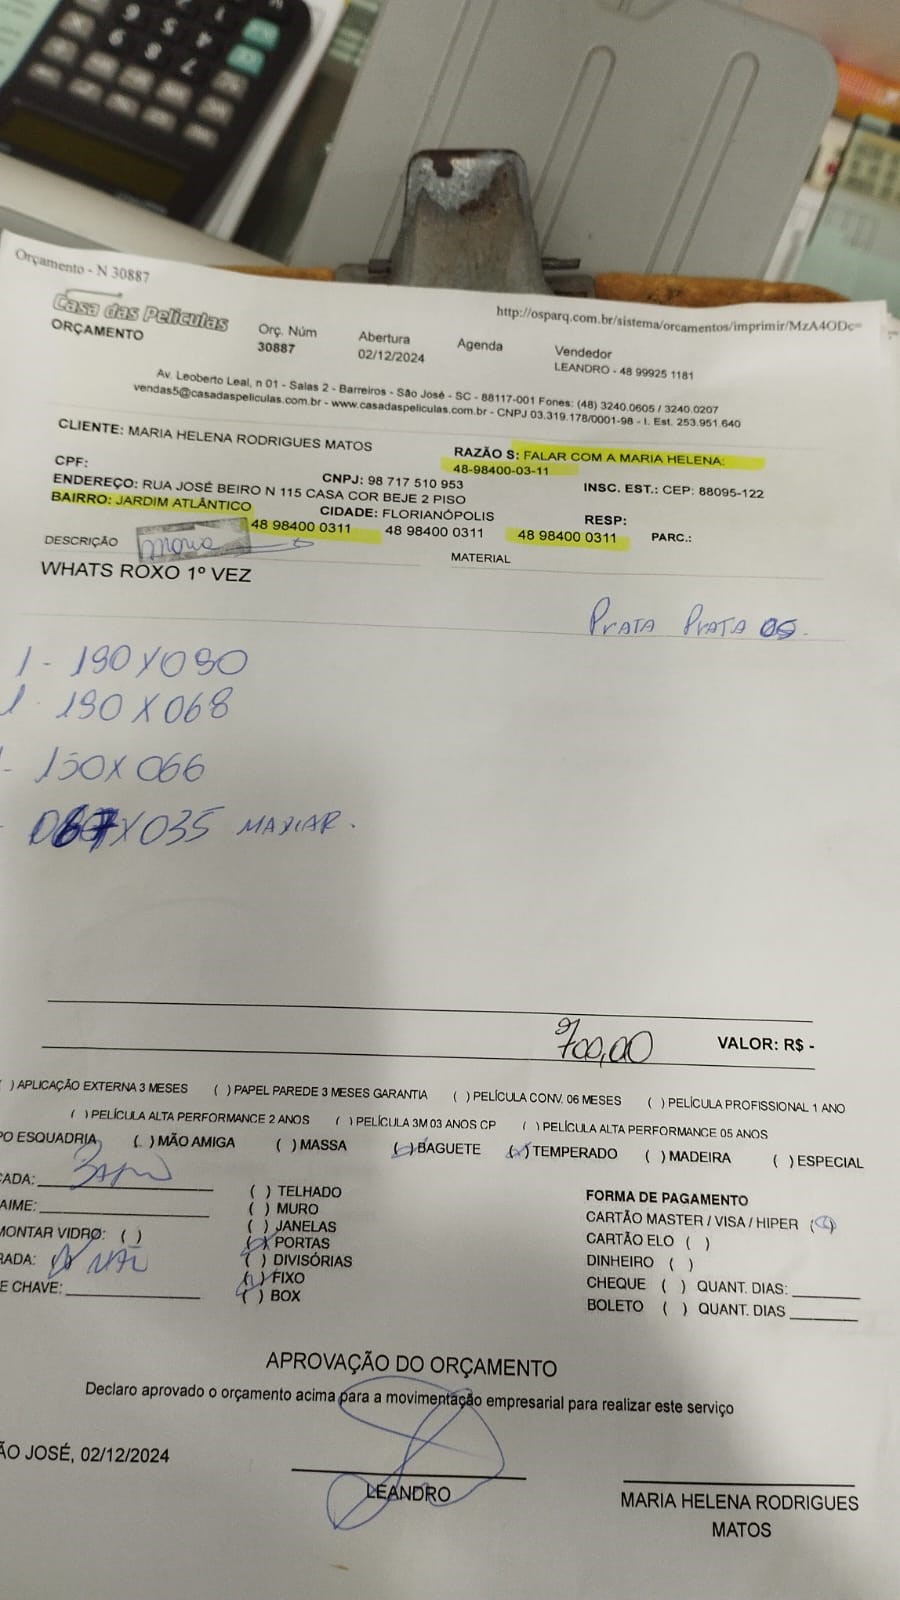 Orçamento - N 30887
http://osparq.com.br/sistema/orcamentos/imprimir/MzA4ODc=
Casa das Películas
ORÇAMENTO
Orç. Núm
30887
Abertura
02/12/2024
Agenda
Vendedor
LEANDRO - 48 99925 1181
Av. Leoberto Leal, n 01 - Salas 2 - Barreiros - São José - SC - 88117-001 Fones: (48) 3240.0605 / 3240.0207
vendas5@casadaspeliculas.com.br - www.casadaspeliculas.com.br - CNPJ 03.319.178/0001-98 - I. Est. 253.951.640
CLIENTE: MARIA HELENA RODRIGUES MATOS
RAZÃO S: FALAR COM A MARIA HELENA:
48-98400-03-11
CPF:
CNPJ: 98 717 510 953
INSC. EST.: CEP: 88095-122
ENDEREÇO: RUA JOSÉ BEIRO N 115 CASA COR BEJE 2 PISO
BAIRRO: JARDIM ATLÂNTICO
CIDADE: FLORIANÓPOLIS
RESP:
48 98400 0311
48 98400 0311
48 98400 0311
PARC.:
DESCRIÇÃO
MATERIAL
WHATS ROXO 1º VEZ
PRATA PRATA 05.
1 - 190X090
1 - 190X068
- 150X066
- 067X035 MAXIAR.
700,00
VALOR: R$ -
) APLICAÇÃO EXTERNA 3 MESES ( ) PAPEL PAREDE 3 MESES GARANTIA ( ) PELÍCULA CONV. 06 MESES ( ) PELÍCULA PROFISSIONAL 1 ANO
( ) PELÍCULA ALTA PERFORMANCE 2 ANOS ( ) PELÍCULA 3M 03 ANOS CP ( ) PELÍCULA ALTA PERFORMANCE 05 ANOS
PO ESQUADRIA ( ) MÃO AMIGA ( ) MASSA ( ) BAGUETE (X) TEMPERADO ( ) MADEIRA ( ) ESPECIAL
CADA:
AIME:
MONTAR VIDRO: ( )
RADA: NÃO
E CHAVE:
( ) TELHADO
( ) MURO
( ) JANELAS
(X) PORTAS
( ) DIVISÓRIAS
( ) FIXO
( ) BOX
FORMA DE PAGAMENTO
CARTÃO MASTER / VISA / HIPER ( )
CARTÃO ELO ( )
DINHEIRO ( )
CHEQUE ( ) QUANT. DIAS:
BOLETO ( ) QUANT. DIAS
APROVAÇÃO DO ORÇAMENTO
Declaro aprovado o orçamento acima para a movimentação empresarial para realizar este serviço
ÃO JOSÉ, 02/12/2024
LEANDRO
MARIA HELENA RODRIGUES
MATOS